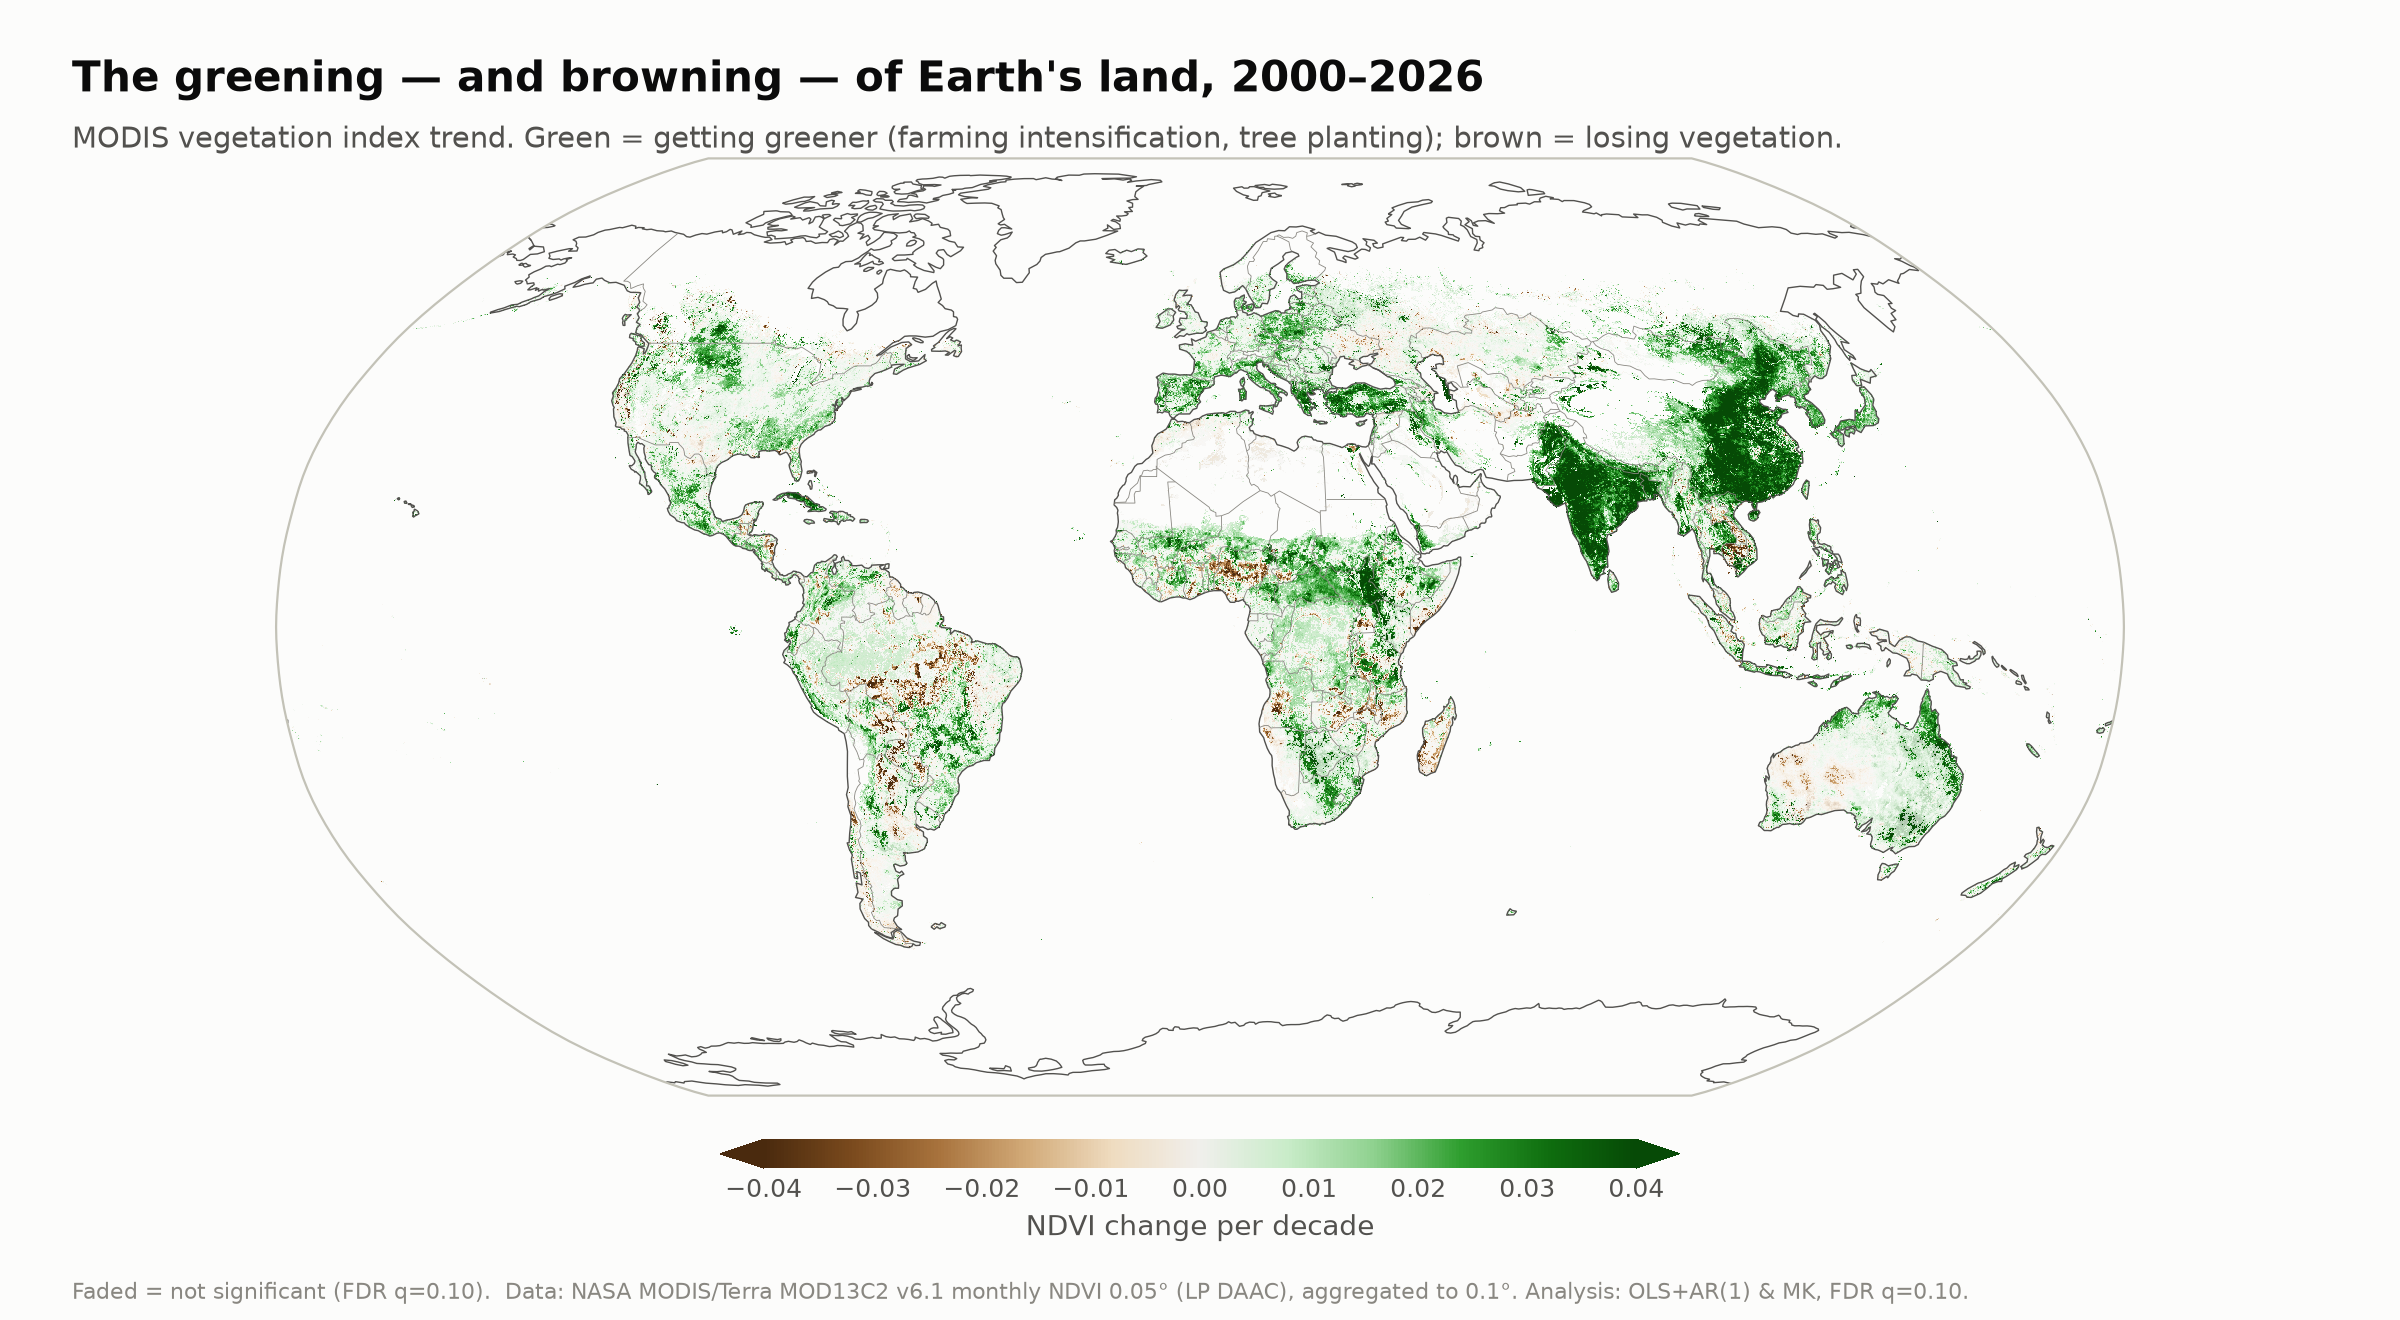 The greening — and browning — of Earth's land, 2000–2026
MODIS vegetation index trend. Green = getting greener (farming intensification, tree planting); brown = losing vegetation.
−0.04 −0.03 −0.02 −0.01 0.00 0.01 0.02 0.03 0.04
NDVI change per decade
Faded = not significant (FDR q=0.10).  Data: NASA MODIS/Terra MOD13C2 v6.1 monthly NDVI 0.05° (LP DAAC), aggregated to 0.1°. Analysis: OLS+AR(1) & MK, FDR q=0.10.